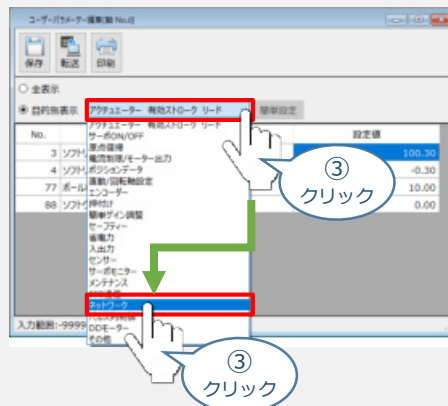 ユーザーパラメーター編集[軸 No.0]
保存 転送 印刷
全表示
目的別表示 アクチュエーター 有効ストローク リード 簡単設定
No. 設定値
3 ソフトリ 100.30
4 ソフトリ -0.30
77 ボール 10.00
88 ソフトリ 0.00
アクチュエーター 有効ストローク リード
サーボON/OFF
原点復帰
電流制限/モーター出力
ポジションデータ
直動/回転軸設定
エンコーダー
押付け
簡単ゲイン調整
セーフティー
省電力
入出力
センサー
サーボモニター
メンテナンス
ネットワーク
パルス列制御
DDモーター
その他
入力範囲:-9999
③
クリック
③
クリック